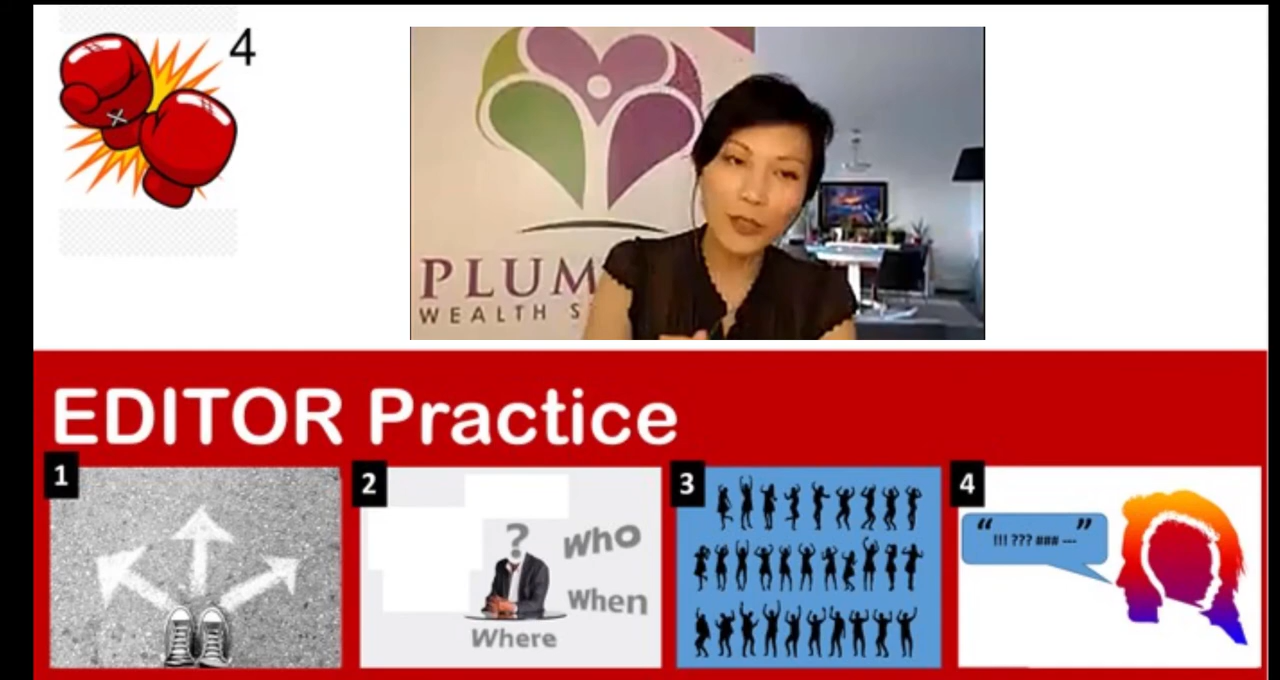 4
PLUM
WEALTH S
EDITOR Practice
1
2
?
WHO
When
Where
3
4
“ ”
!!! ??? ### ---